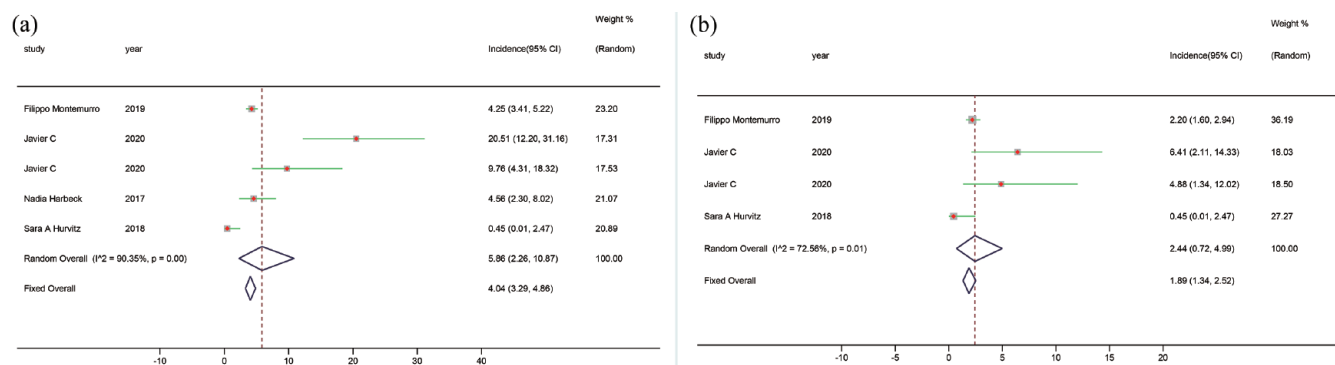 (a)
Weight %
study year Incidence(95% CI) (Random)
Filippo Montemurro 2019 4.25 (3.41, 5.22) 23.20
Javier C 2020 20.51 (12.20, 31.16) 17.31
Javier C 2020 9.76 (4.31, 18.32) 17.53
Nadia Harbeck 2017 4.56 (2.30, 8.02) 21.07
Sara A Hurvitz 2018 0.45 (0.01, 2.47) 20.89
Random Overall (I^2 = 90.35%, p = 0.00) 5.86 (2.26, 10.87) 100.00
Fixed Overall 4.04 (3.29, 4.86)
-10 0 10 20 30 40
(b)
Weight %
study year Incidence(95% CI) (Random)
Filippo Montemurro 2019 2.20 (1.60, 2.94) 36.19
Javier C 2020 6.41 (2.11, 14.33) 18.03
Javier C 2020 4.88 (1.34, 12.02) 18.50
Sara A Hurvitz 2018 0.45 (0.01, 2.47) 27.27
Random Overall (I^2 = 72.56%, p = 0.01) 2.44 (0.72, 4.99) 100.00
Fixed Overall 1.89 (1.34, 2.52)
-10 -5 0 5 10 15 20